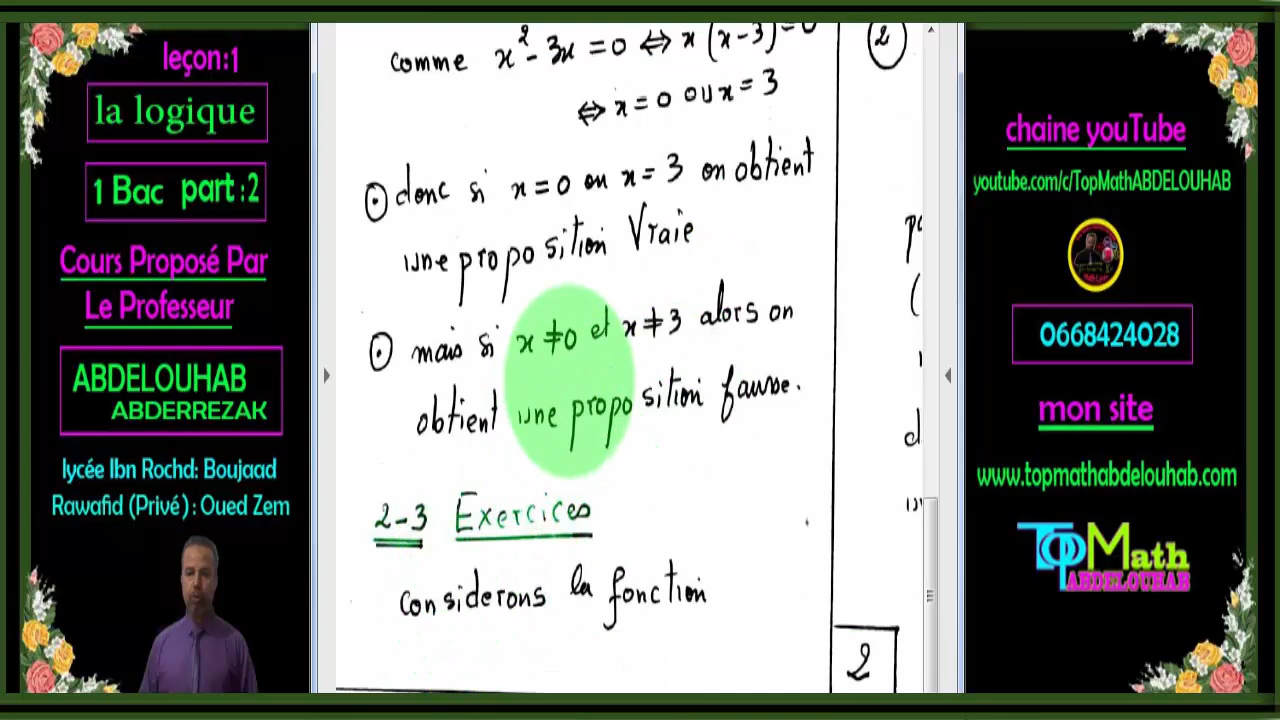 leçon:1
la logique
1 Bac part:2
Cours Proposé Par
Le Professeur
ABDELOUHAB
ABDERREZAK
lycée Ibn Rochd: Boujaad
Rawafid (Privé) : Oued Zem
comme x² - 3x = 0 ⇔ x (x-3) = 0
⇔ x = 0 ou x = 3
⊙ donc si x = 0 ou x = 3 on obtient
une proposition Vraie
⊙ mais si x ≠ 0 et x ≠ 3 alors on
obtient une proposition fausse.
2-3 Exercices
considerons la fonction
2
2
chaine youTube
youtube.com/c/TopMathABDELOUHAB
0668424028
mon site
www.topmathabdelouhab.com
TopMath
ABDELOUHAB